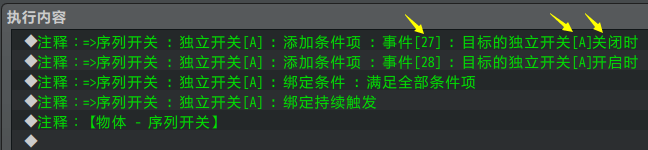 执行内容
◆注释：=>序列开关 : 独立开关[A] : 添加条件项 : 事件[27] : 目标的独立开关[A]关闭时
◆注释：=>序列开关 : 独立开关[A] : 添加条件项 : 事件[28] : 目标的独立开关[A]开启时
◆注释：=>序列开关 : 独立开关[A] : 绑定条件 : 满足全部条件项
◆注释：=>序列开关 : 独立开关[A] : 绑定持续触发
◆注释：【物体 - 序列开关】
◆